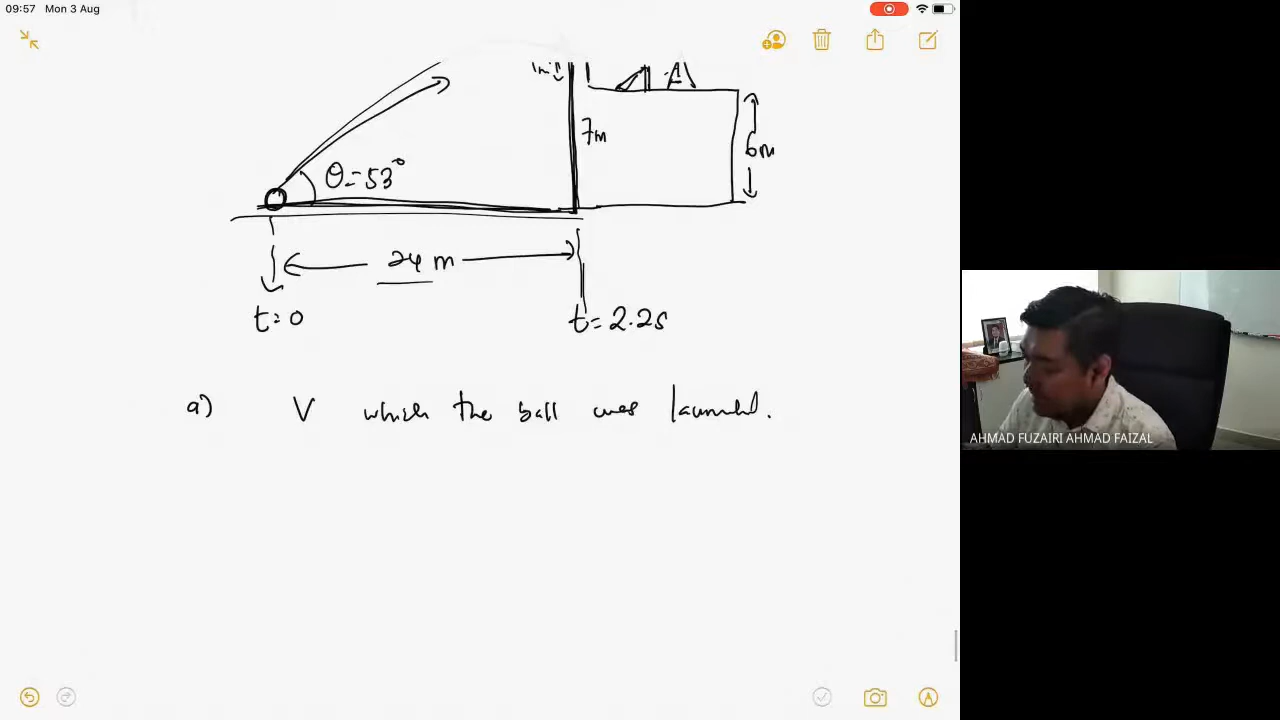 09:57 Mon 3 Aug
7m
6m
θ=53°
24 m
t=0
t=2.2s
a) V which the ball was launched.
AHMAD FUZAIRI AHMAD FAIZAL